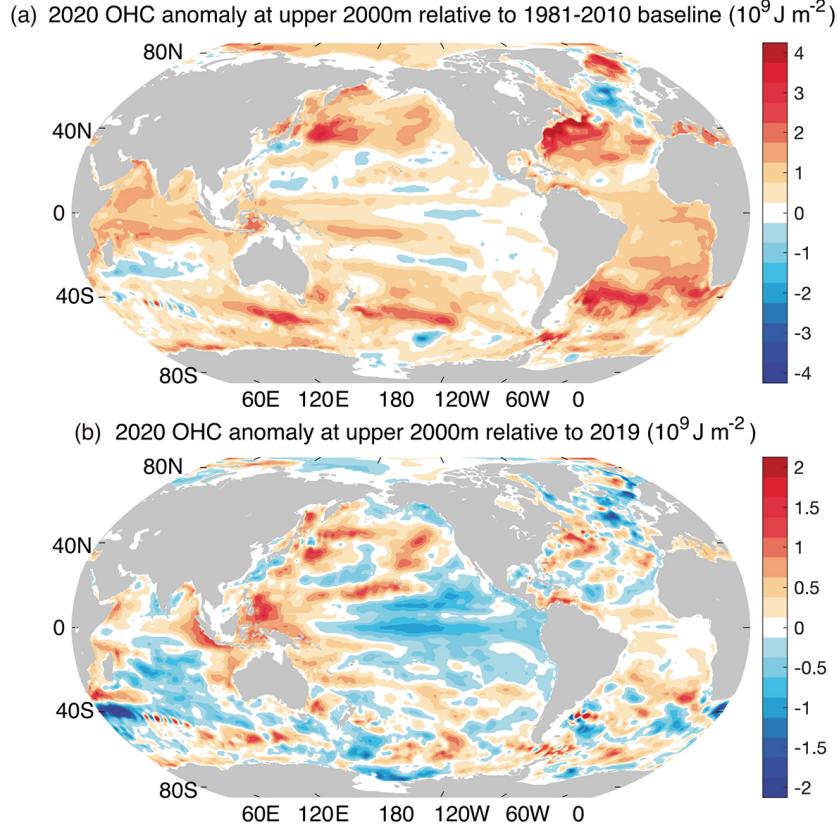 (a) 2020 OHC anomaly at upper 2000m relative to 1981-2010 baseline (10⁹ J m⁻²)
80N
40N
0
40S
80S
60E 120E 180 120W 60W 0
4
3
2
1
0
-1
-2
-3
-4
(b) 2020 OHC anomaly at upper 2000m relative to 2019 (10⁹ J m⁻²)
80N
40N
0
40S
80S
60E 120E 180 120W 60W 0
2
1.5
1
0.5
0
-0.5
-1
-1.5
-2